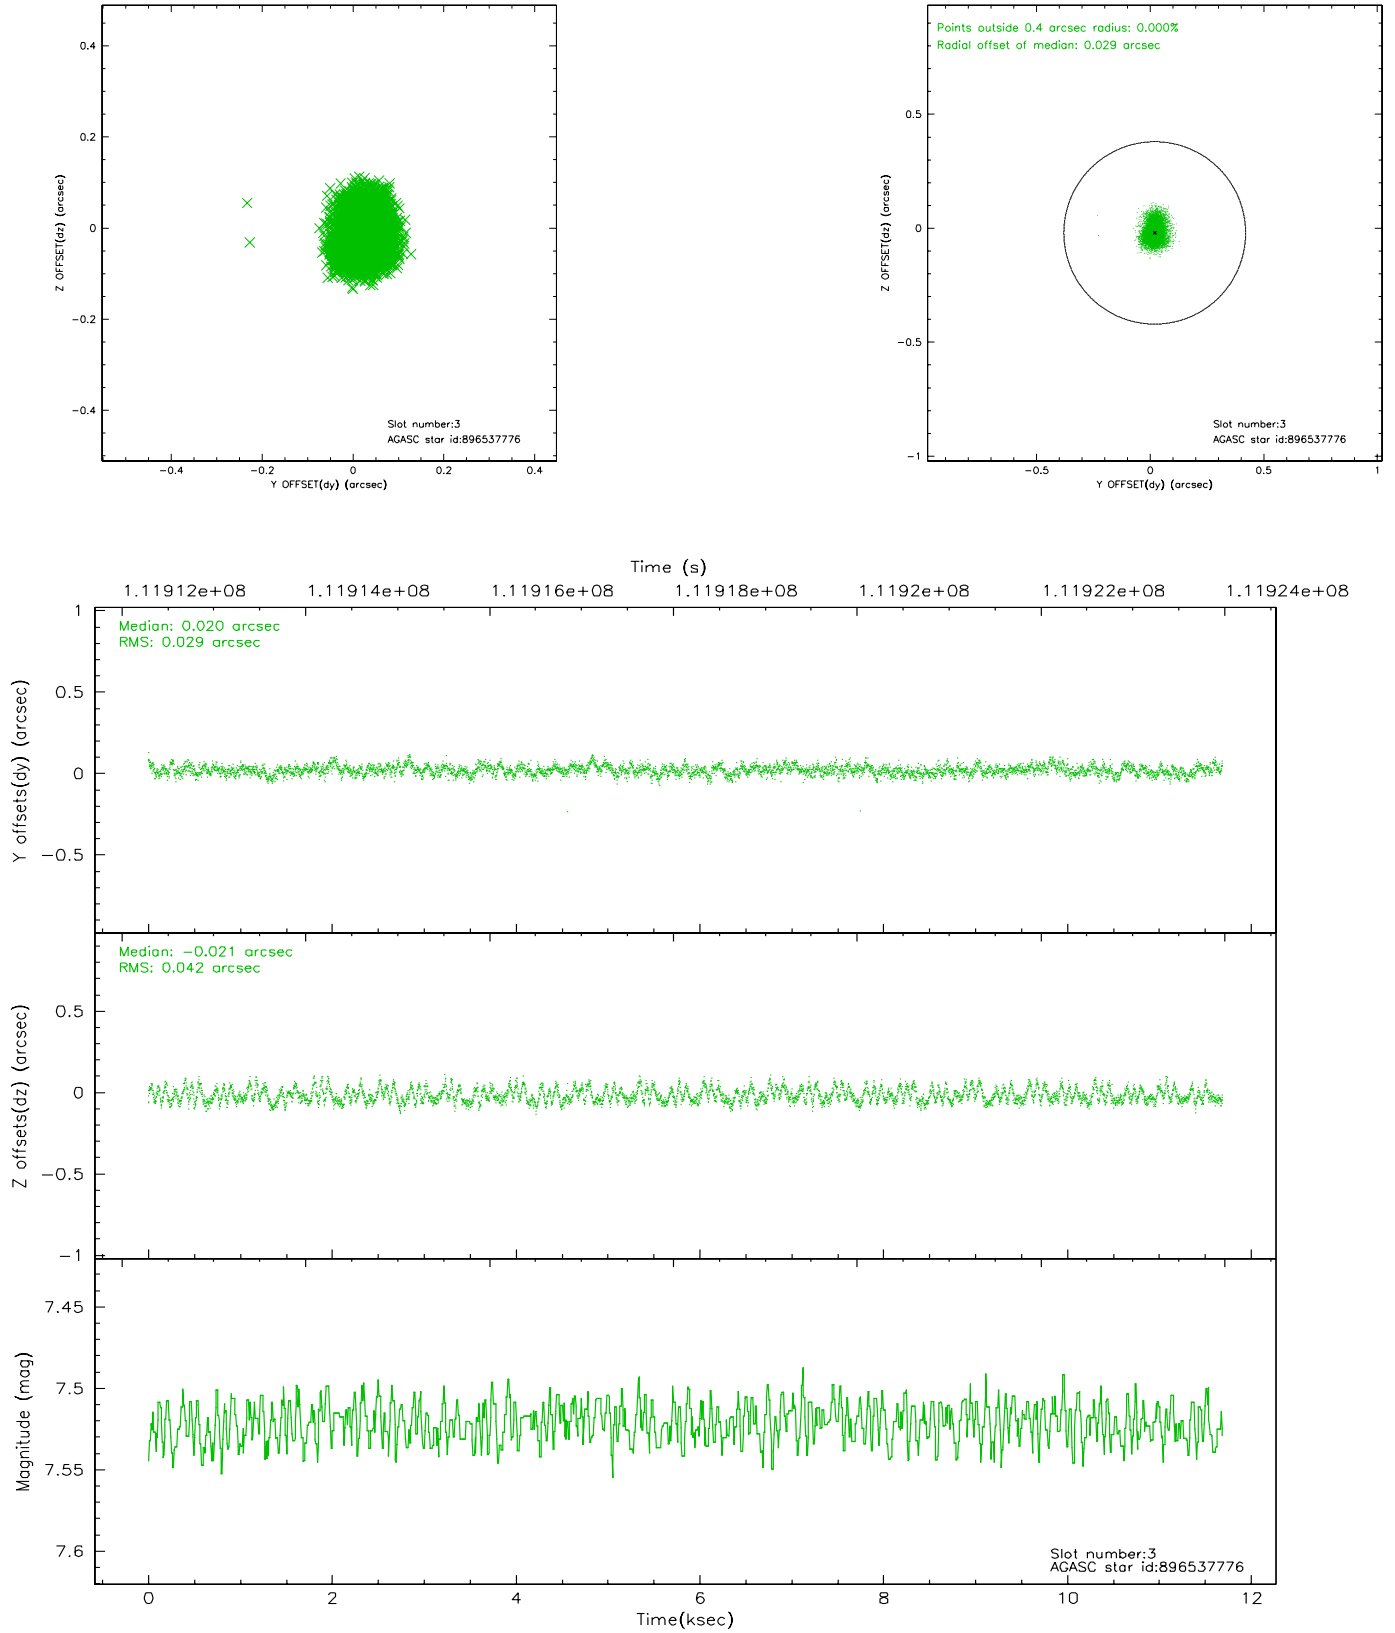 0.4
0.2
0
−0.2
−0.4
−0.4
−0.2
0
0.2
0.4
Z OFFSET(dz) (arcsec)
Y OFFSET(dy) (arcsec)
Slot number:3
AGASC star id:896537776
Points outside 0.4 arcsec radius: 0.000%
Radial offset of median: 0.029 arcsec
0.5
0
−0.5
−1
−0.5
0
0.5
1
Z OFFSET(dz) (arcsec)
Y OFFSET(dy) (arcsec)
Slot number:3
AGASC star id:896537776
Time (s)
1.11912e+08
1.11914e+08
1.11916e+08
1.11918e+08
1.1192e+08
1.11922e+08
1.11924e+08
Median: 0.020 arcsec
RMS: 0.029 arcsec
1
0.5
0
−0.5
Y offsets(dy) (arcsec)
Median: −0.021 arcsec
RMS: 0.042 arcsec
0.5
0
−0.5
−1
Z offsets(dz) (arcsec)
7.45
7.5
7.55
7.6
Magnitude (mag)
Slot number:3
AGASC star id:896537776
0
2
4
6
8
10
12
Time(ksec)